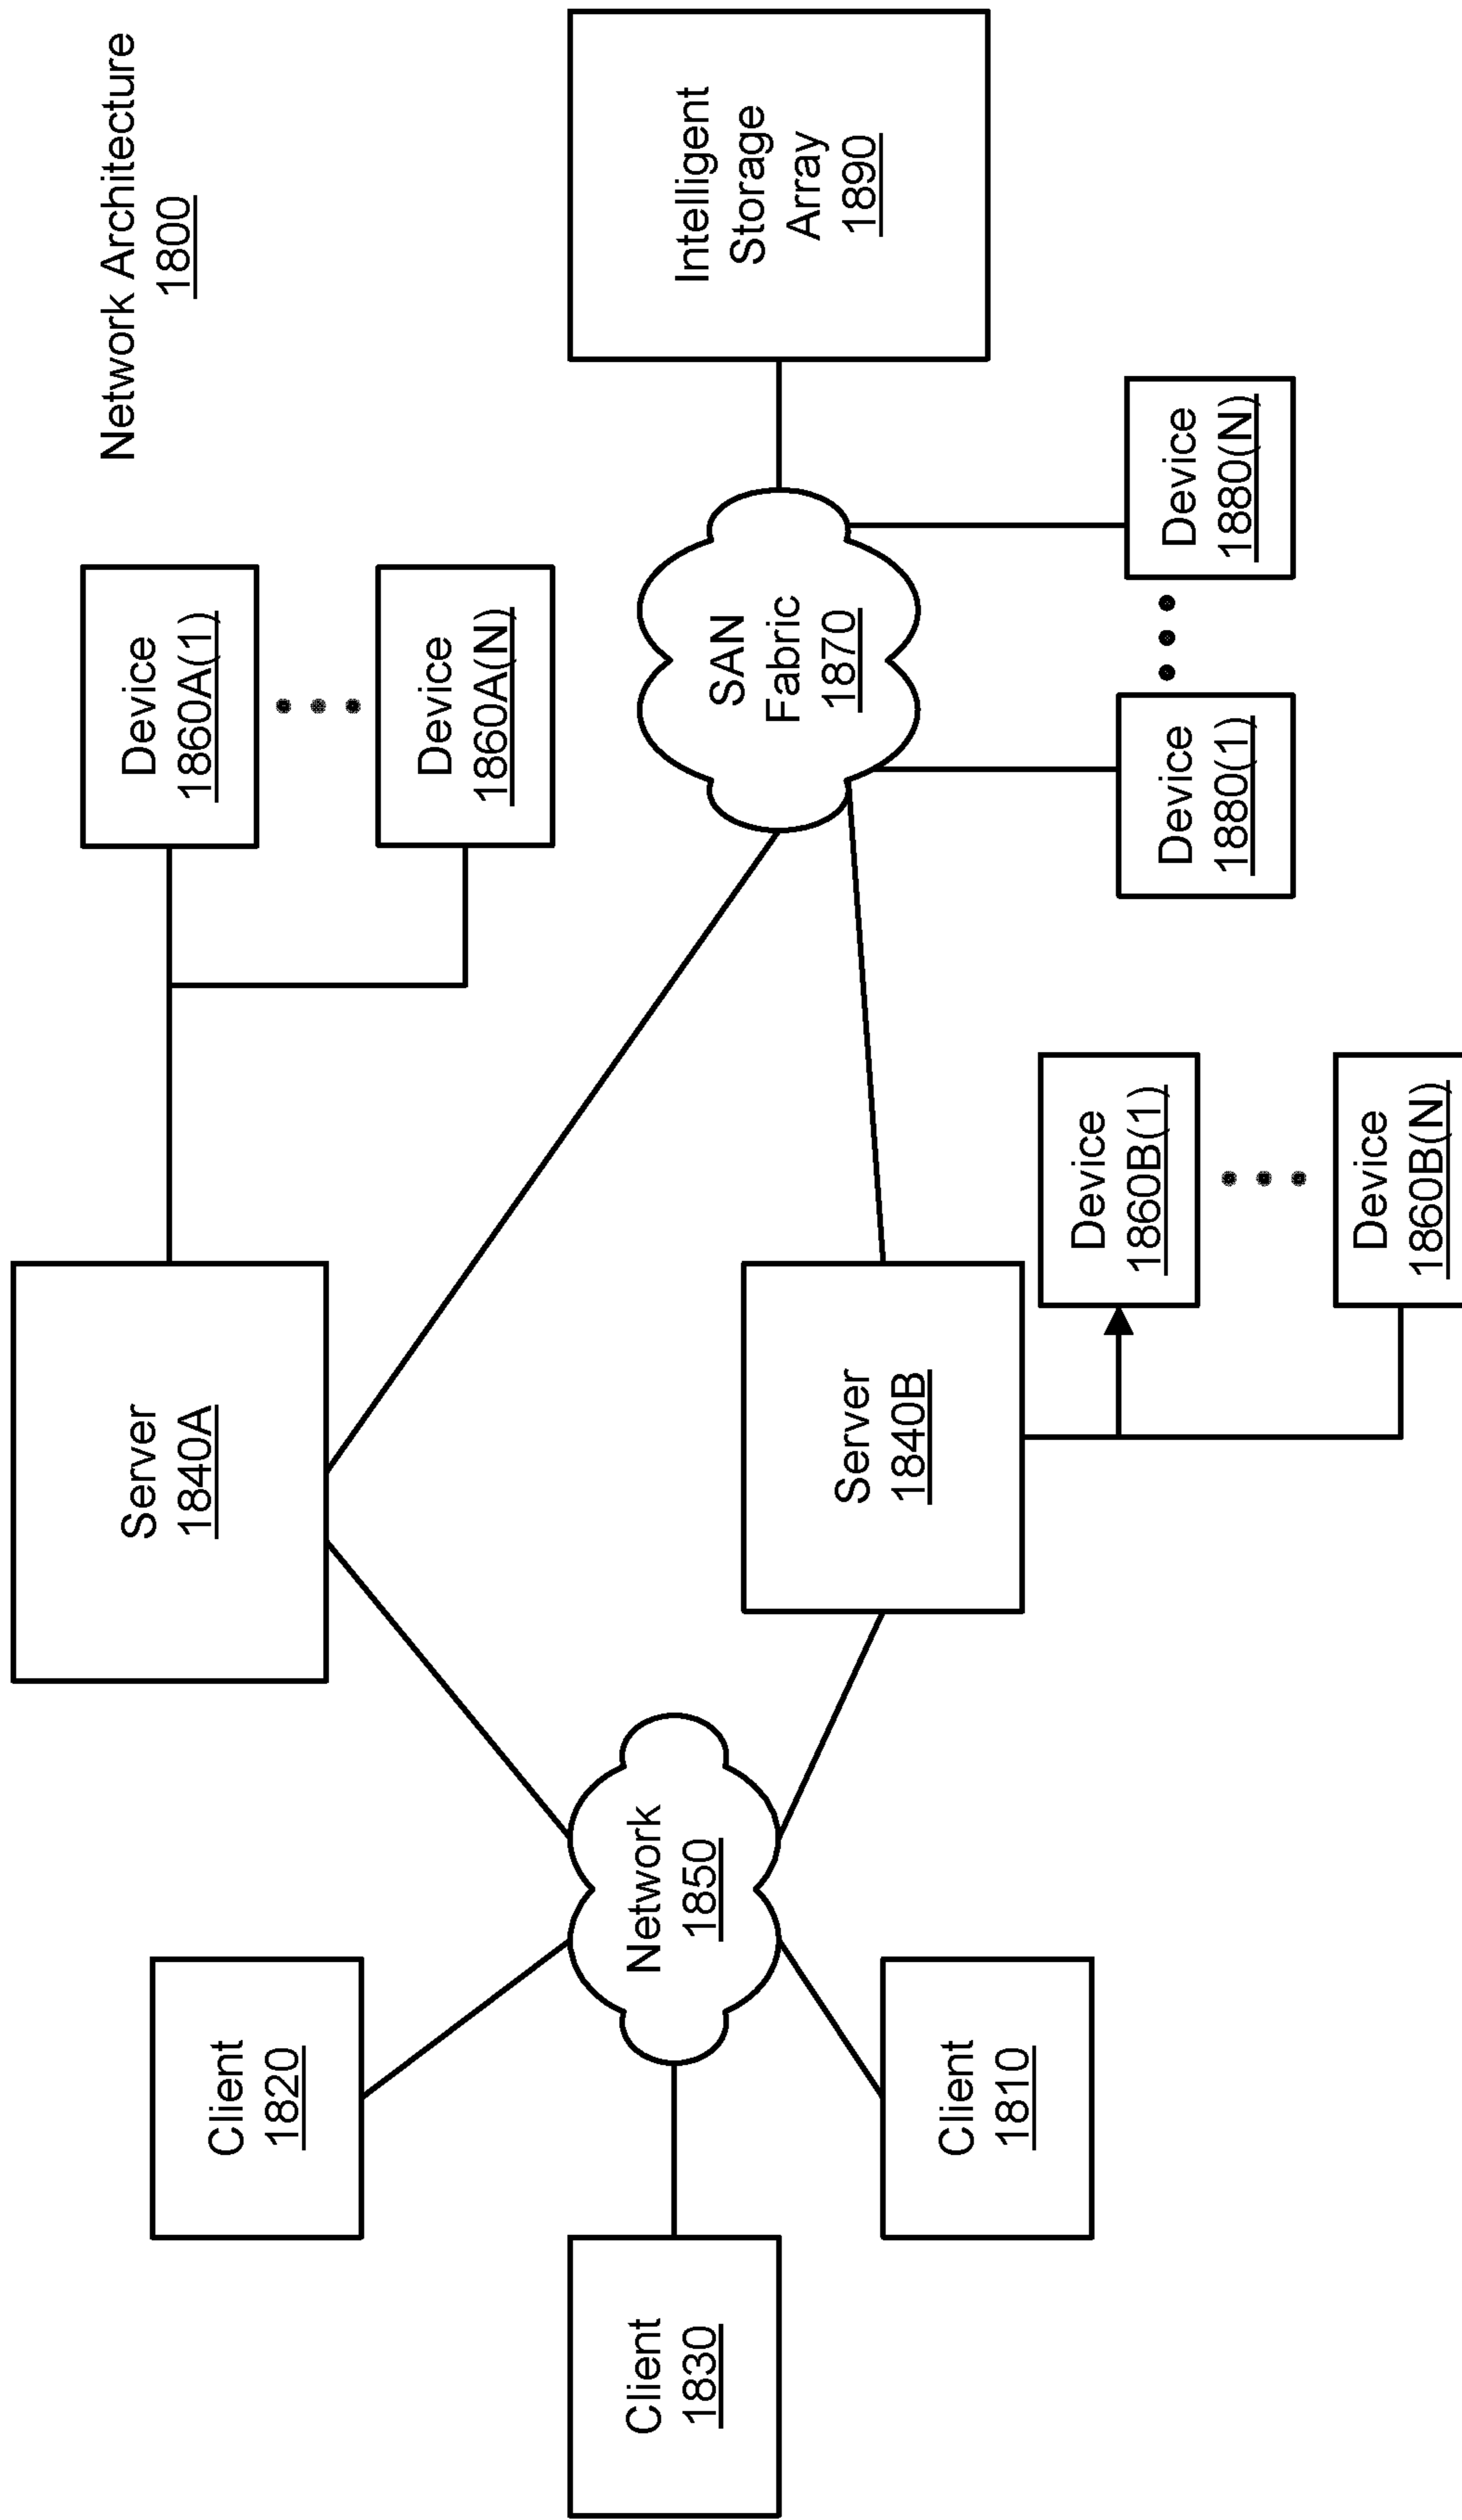 Network Architecture
1800
Device
1860A(1)
Device
1860A(N)
Server
1840A
Intelligent
Storage
Array
1890
SAN
Fabric
1870
Device
1880(N)
Device
1880(1)
Server
1840B
Device
1860B(1)
Device
1860B(N)
Network
1850
Client
1820
Client
1830
Client
1810